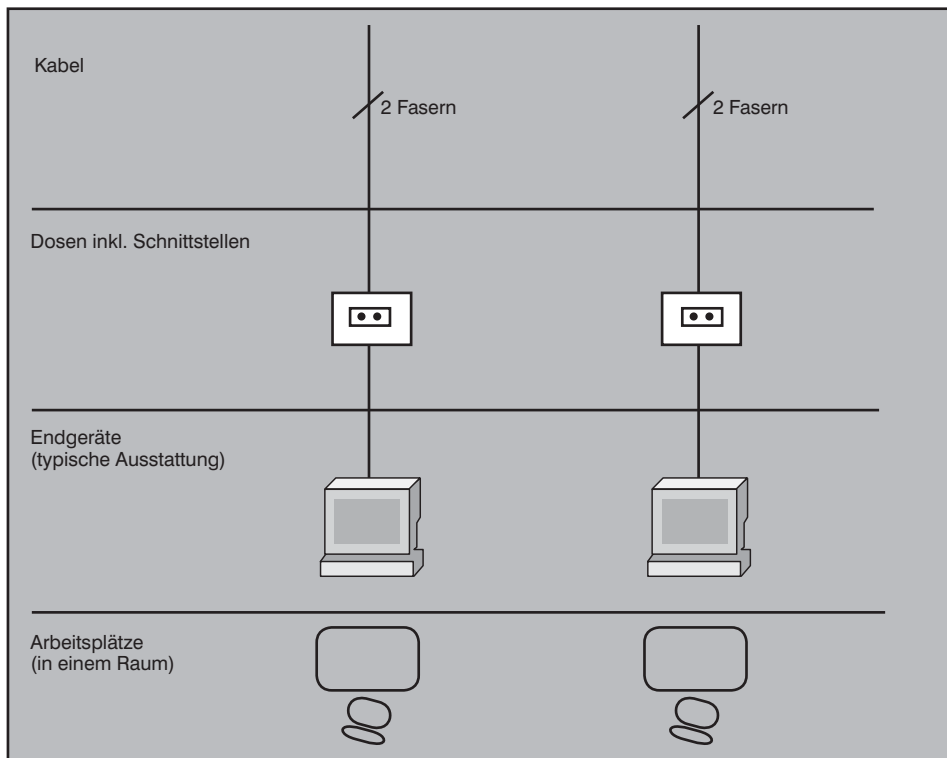 Kabel
2 Fasern
2 Fasern
Dosen inkl. Schnittstellen
Endgeräte
(typische Ausstattung)
Arbeitsplätze
(in einem Raum)